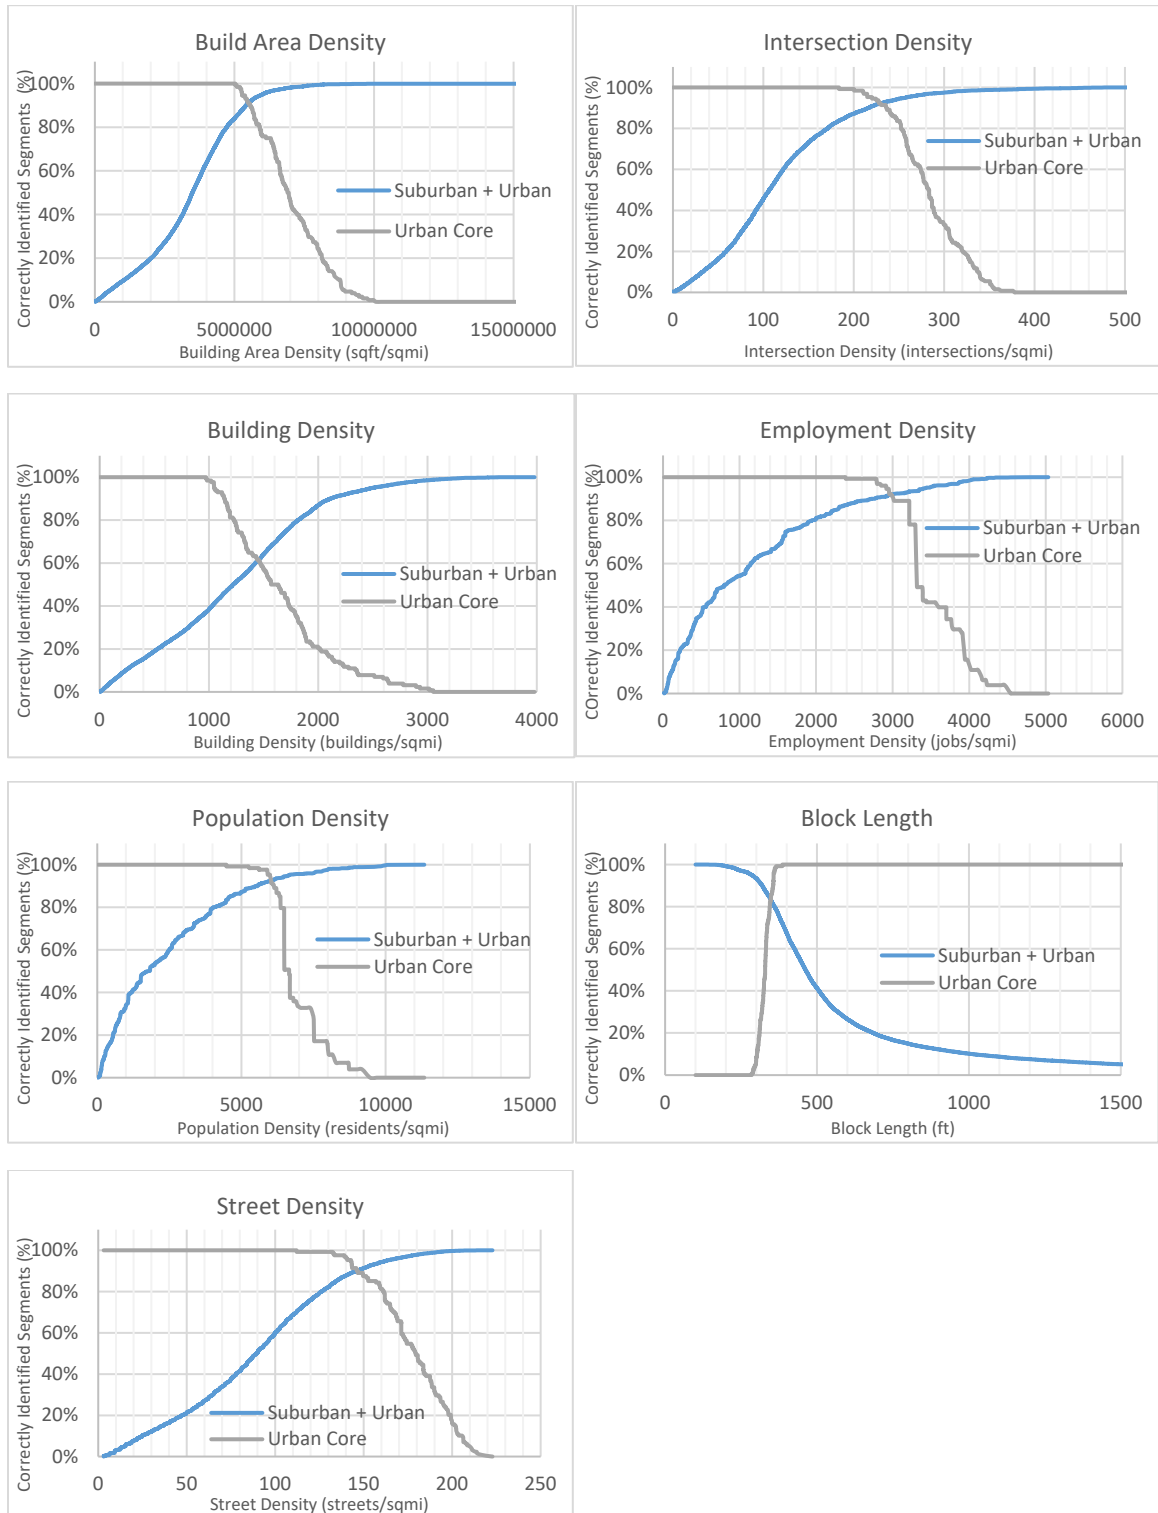 Build Area Density
Correctly Identified Segments (%)
100%
80%
60%
40%
20%
0%
Suburban + Urban
Urban Core
0 50000000 100000000 150000000
Building Area Density (sqft/sqmi)
Intersection Density
Correctly Identified Segments (%)
100%
80%
60%
40%
20%
0%
Suburban + Urban
Urban Core
0 100 200 300 400 500
Intersection Density (intersections/sqmi)
Building Density
Correctly Identified Segments (%)
100%
80%
60%
40%
20%
0%
Suburban + Urban
Urban Core
0 1000 2000 3000 4000
Building Density (buildings/sqmi)
Employment Density
COrrectly Identified Segments (%)
100%
80%
60%
40%
20%
0%
Suburban + Urban
Urban Core
0 1000 2000 3000 4000 5000 6000
Employment Density (jobs/sqmi)
Population Density
Correctly Identified Segments (%)
100%
80%
60%
40%
20%
0%
Suburban + Urban
Urban Core
0 5000 10000 15000
Population Density (residents/sqmi)
Block Length
Correctly Identified Segments (%)
100%
80%
60%
40%
20%
0%
Suburban + Urban
Urban Core
0 500 1000 1500
Block Length (ft)
Street Density
Correctly Identified Segments (%)
100%
80%
60%
40%
20%
0%
Suburban + Urban
Urban Core
0 50 100 150 200 250
Street Density (streets/sqmi)